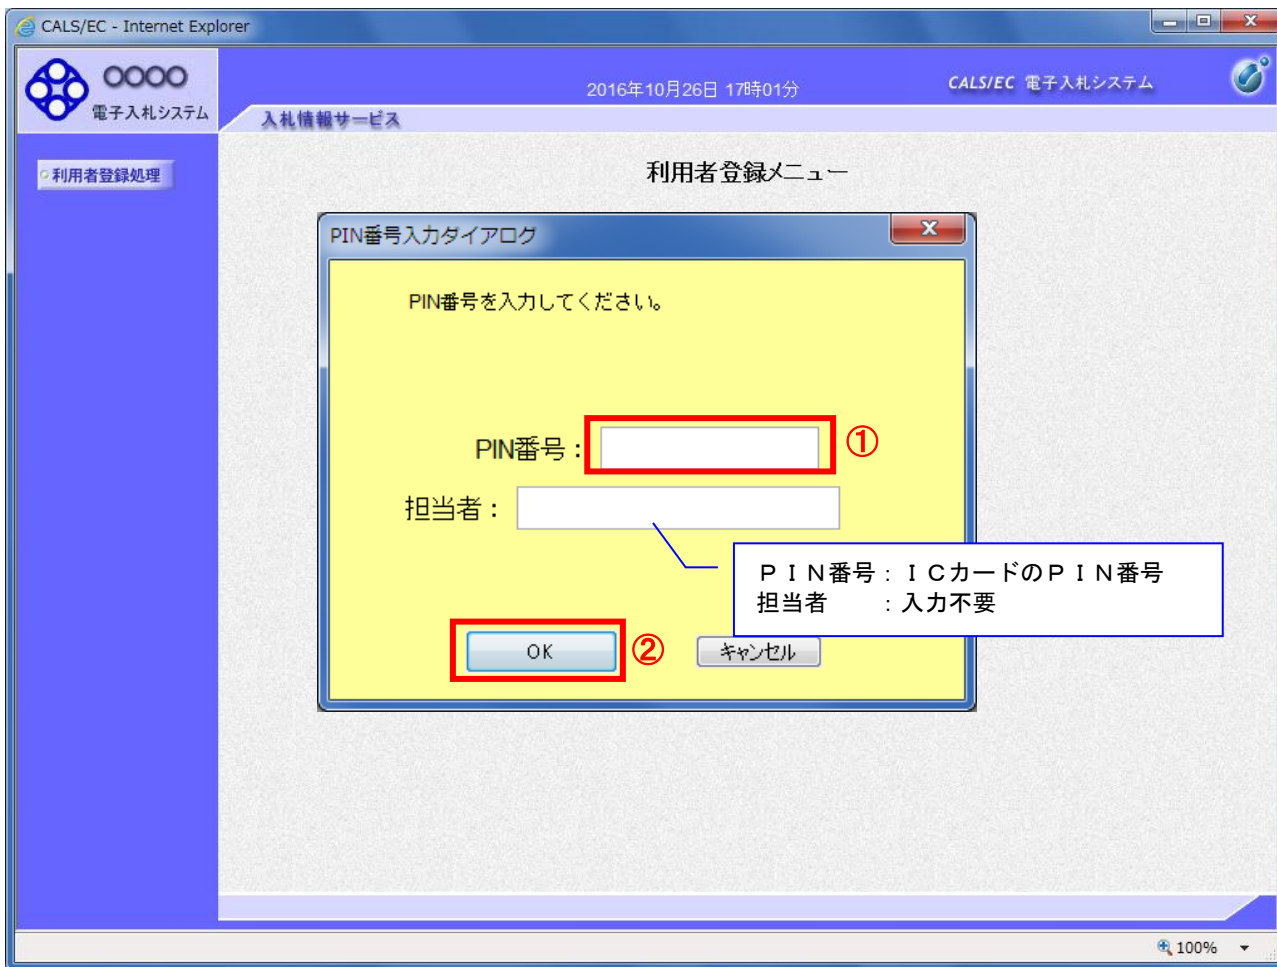 CALS/EC - Internet Explorer
OOOO
電子入札システム
2016年10月26日 17時01分
CALS/EC 電子入札システム
入札情報サービス
利用者登録処理
利用者登録メニュー
PIN番号入力ダイアログ
PIN番号を入力してください。
PIN番号：
①
担当者：
ＰＩＮ番号：ＩＣカードのＰＩＮ番号
担当者　　：入力不要
OK
②
キャンセル
100%